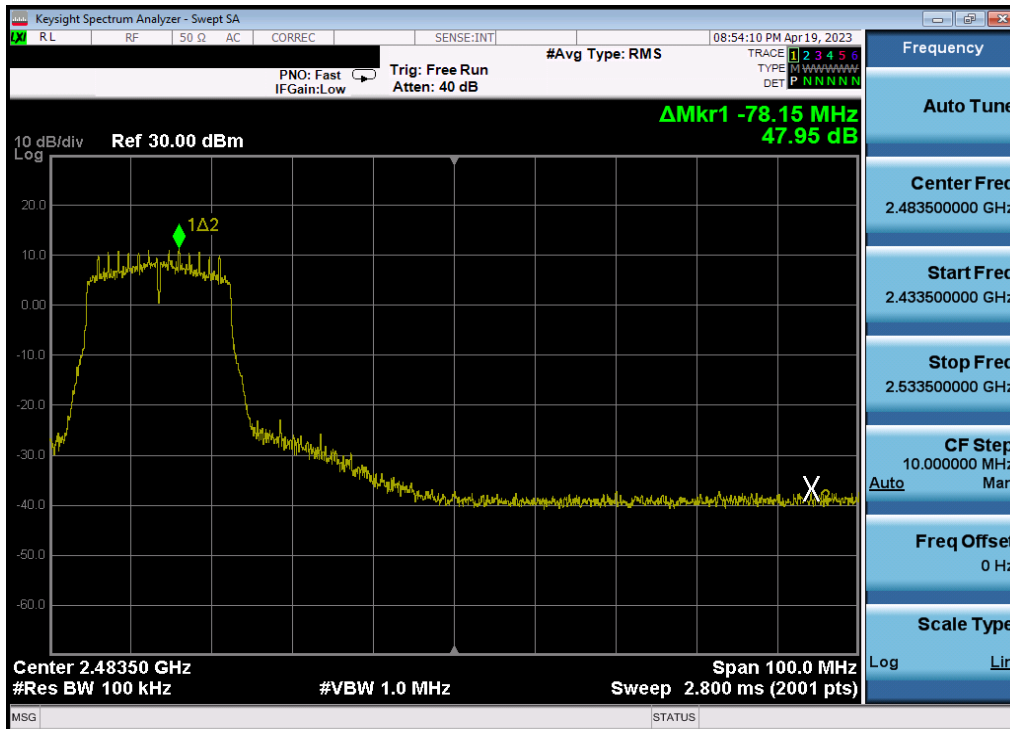 Keysight Spectrum Analyzer - Swept SA
LXI RL RF 50 Ω AC CORREC SENSE:INT 08:54:10 PM Apr 19, 2023
#Avg Type: RMS TRACE 1 2 3 4 5 6
PNO: Fast Trig: Free Run TYPE M WWWWW
IFGain:Low Atten: 40 dB DET P N N N N N
ΔMkr1 -78.15 MHz
47.95 dB
10 dB/div Ref 30.00 dBm
Log
20.0
1Δ2
10.0
0.00
-10.0
-20.0
-30.0
-40.0
X2
-50.0
-60.0
Center 2.48350 GHz Span 100.0 MHz
#Res BW 100 kHz #VBW 1.0 MHz Sweep 2.800 ms (2001 pts)
MSG STATUS
Frequency
Auto Tune
Center Freq
2.483500000 GHz
Start Freq
2.433500000 GHz
Stop Freq
2.533500000 GHz
CF Step
10.000000 MHz
Auto Man
Freq Offset
0 Hz
Scale Type
Log Lin